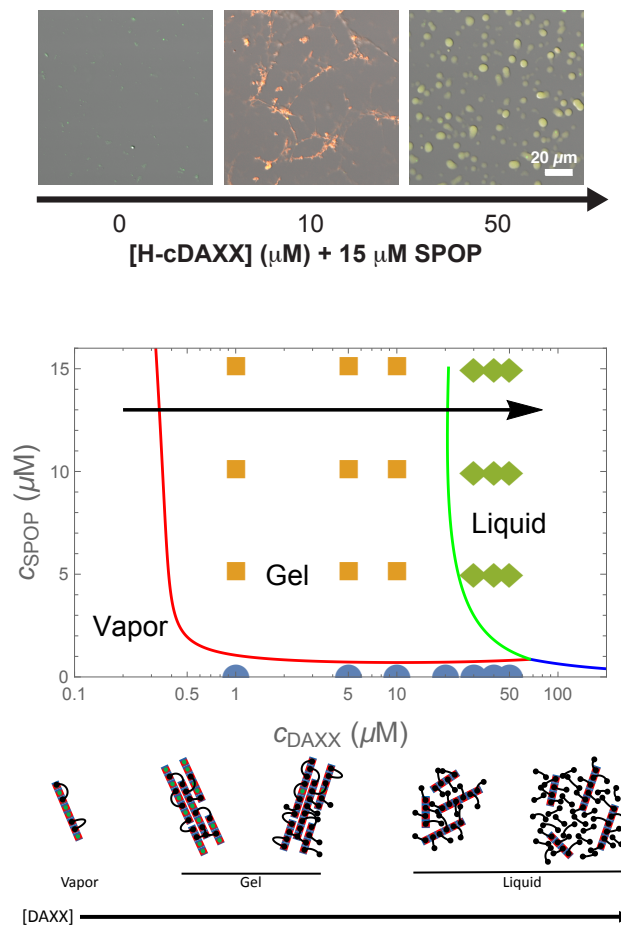 20 µm
0 10 50
[H-cDAXX] (µM) + 15 µM SPOP
15
10
5
0
cSPOP (µM)
Vapor
Gel
Liquid
0.1 0.5 1 5 10 50 100
cDAXX (µM)
Vapor Gel Liquid
[DAXX]